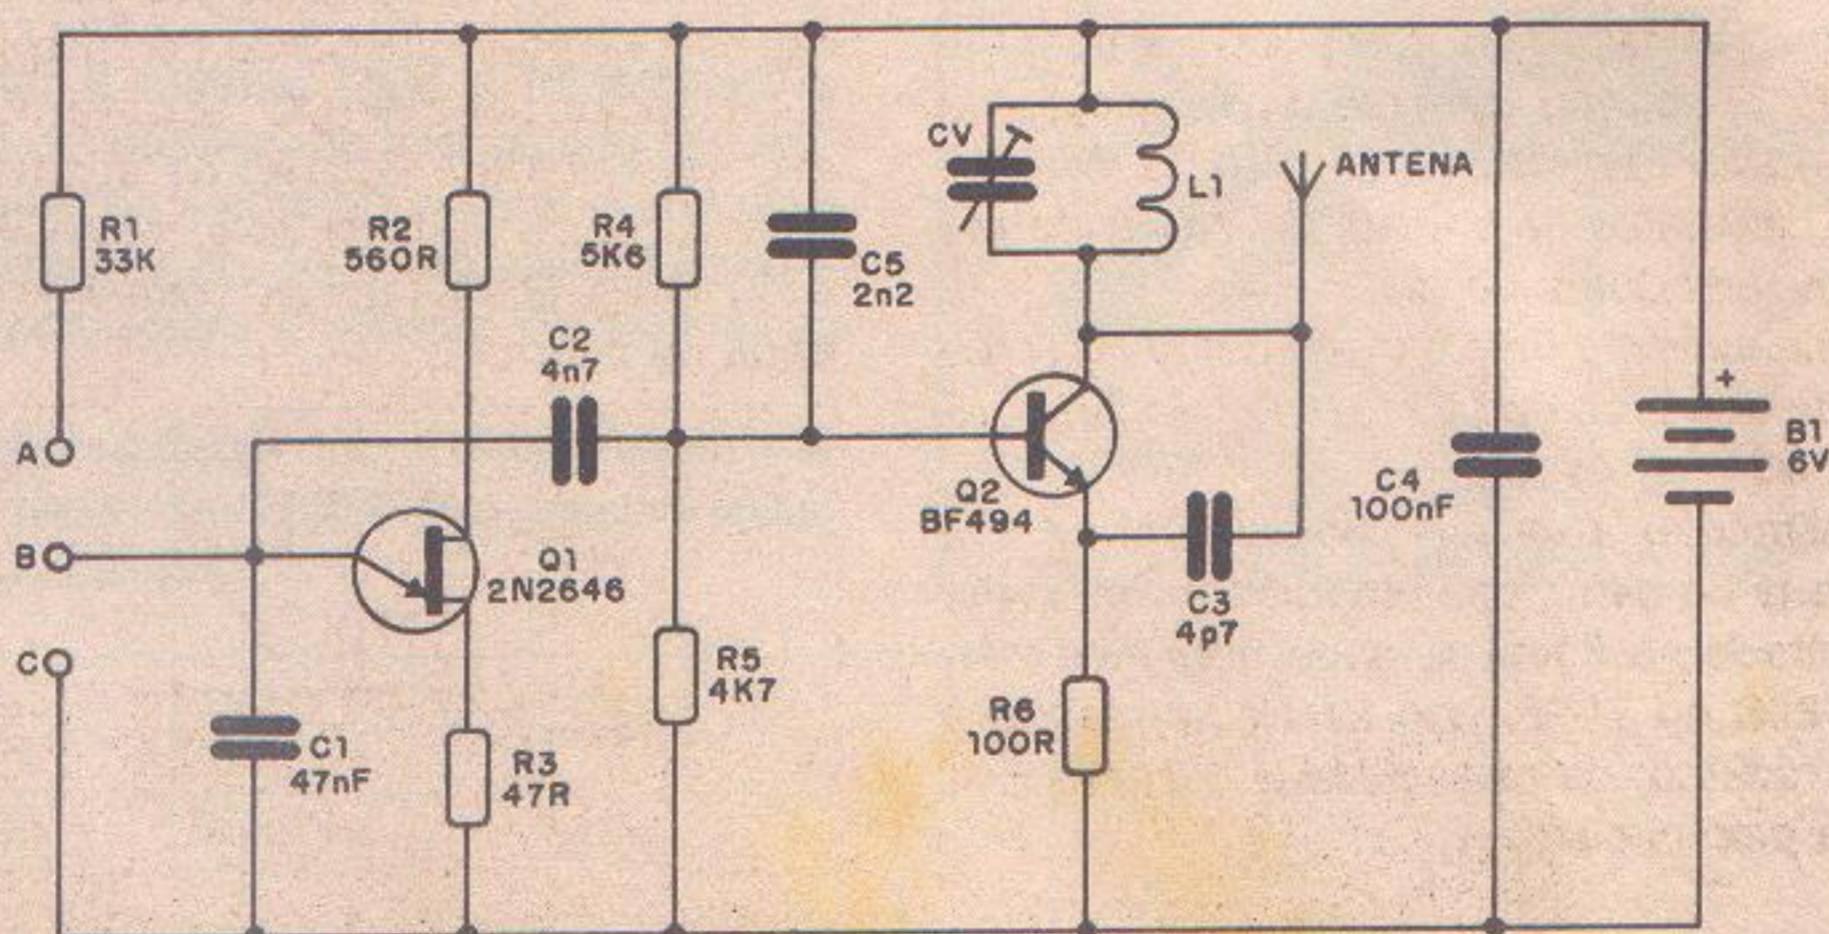 CV
ANTENA
L1
R1
33K
R2
560R
R4
5K6
C5
2n2
C2
4n7
+
A
B1
6V
C4
100nF
Q2
BF494
B
Q1
2N2646
C3
4p7
C
R5
4K7
R6
100R
C1
47nF
R3
47R